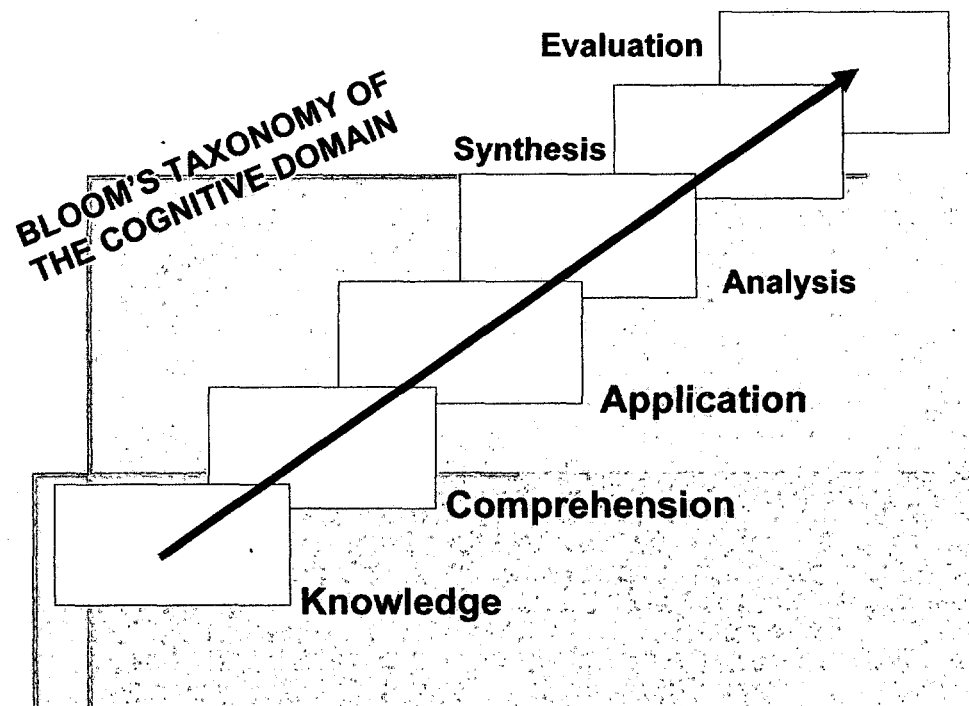 Evaluation
BLOOM'S TAXONOMY OF
THE COGNITIVE DOMAIN
Synthesis
Analysis
Application
Comprehension
Knowledge